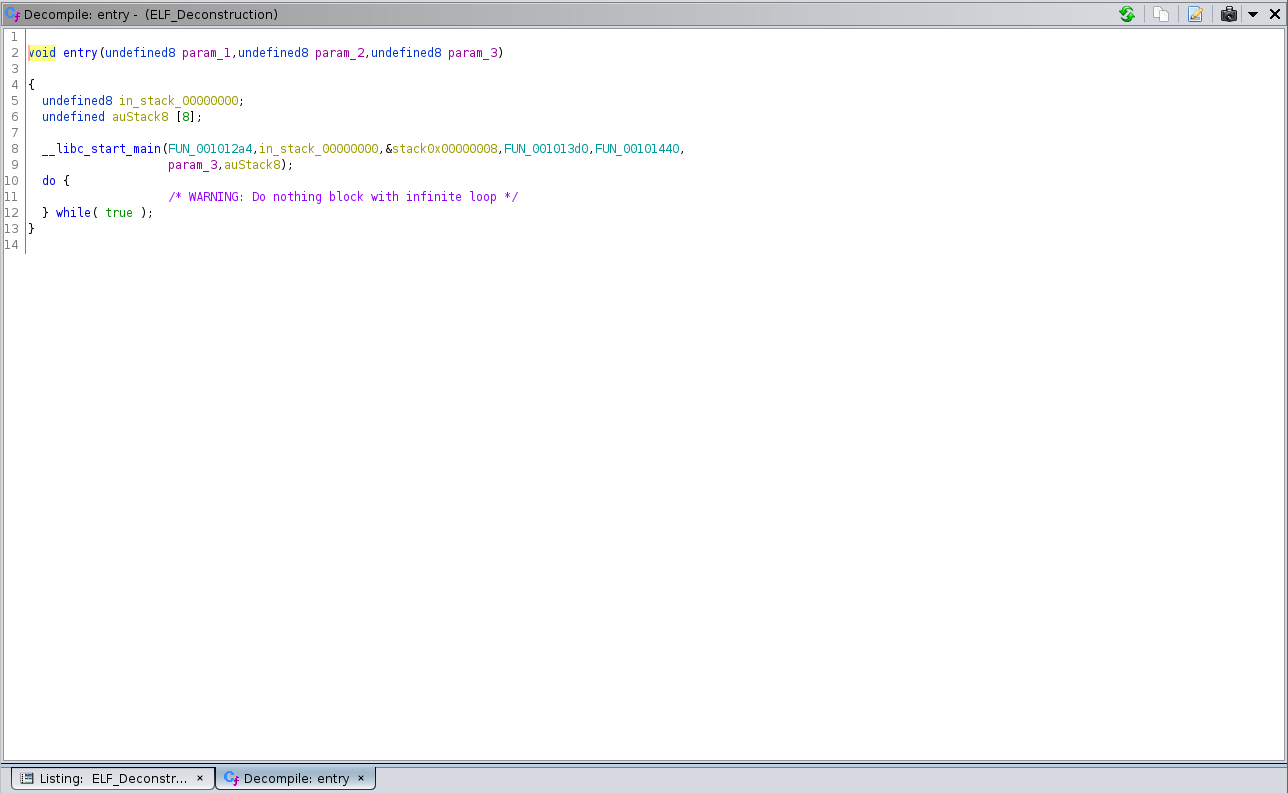 Decompile: entry - (ELF_Deconstruction)
1
2 void entry(undefined8 param_1,undefined8 param_2,undefined8 param_3)
3
4 {
5 undefined8 in_stack_00000000;
6 undefined auStack8 [8];
7
8 __libc_start_main(FUN_001012a4,in_stack_00000000,&stack0x00000008,FUN_001013d0,FUN_00101440,
9 param_3,auStack8);
10 do {
11 /* WARNING: Do nothing block with infinite loop */
12 } while( true );
13 }
14
Listing: ELF_Deconstr... × Decompile: entry ×